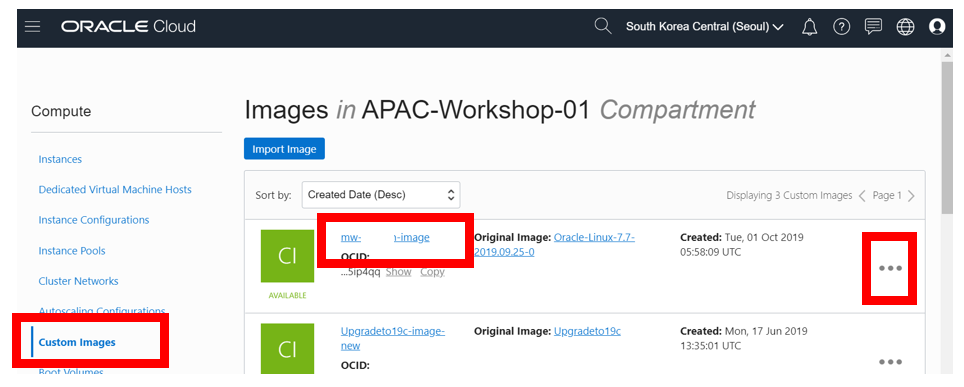 ORACLE Cloud
South Korea Central (Seoul)
Compute
Images in APAC-Workshop-01 Compartment
Import Image
Instances
Dedicated Virtual Machine Hosts
Instance Configurations
Instance Pools
Cluster Networks
Autoscaling Configurations
Custom Images
Boot Volumes
Sort by: Created Date (Desc)
Displaying 3 Custom Images < Page 1 >
CI
AVAILABLE
mw- -image
OCID:
...5ip4qq Show Copy
Original Image: Oracle-Linux-7.7-
2019.09.25-0
Created: Tue, 01 Oct 2019
05:58:09 UTC
CI
Upgradeto19c-image-
new
OCID:
Original Image: Upgradeto19c
Created: Mon, 17 Jun 2019
13:35:01 UTC